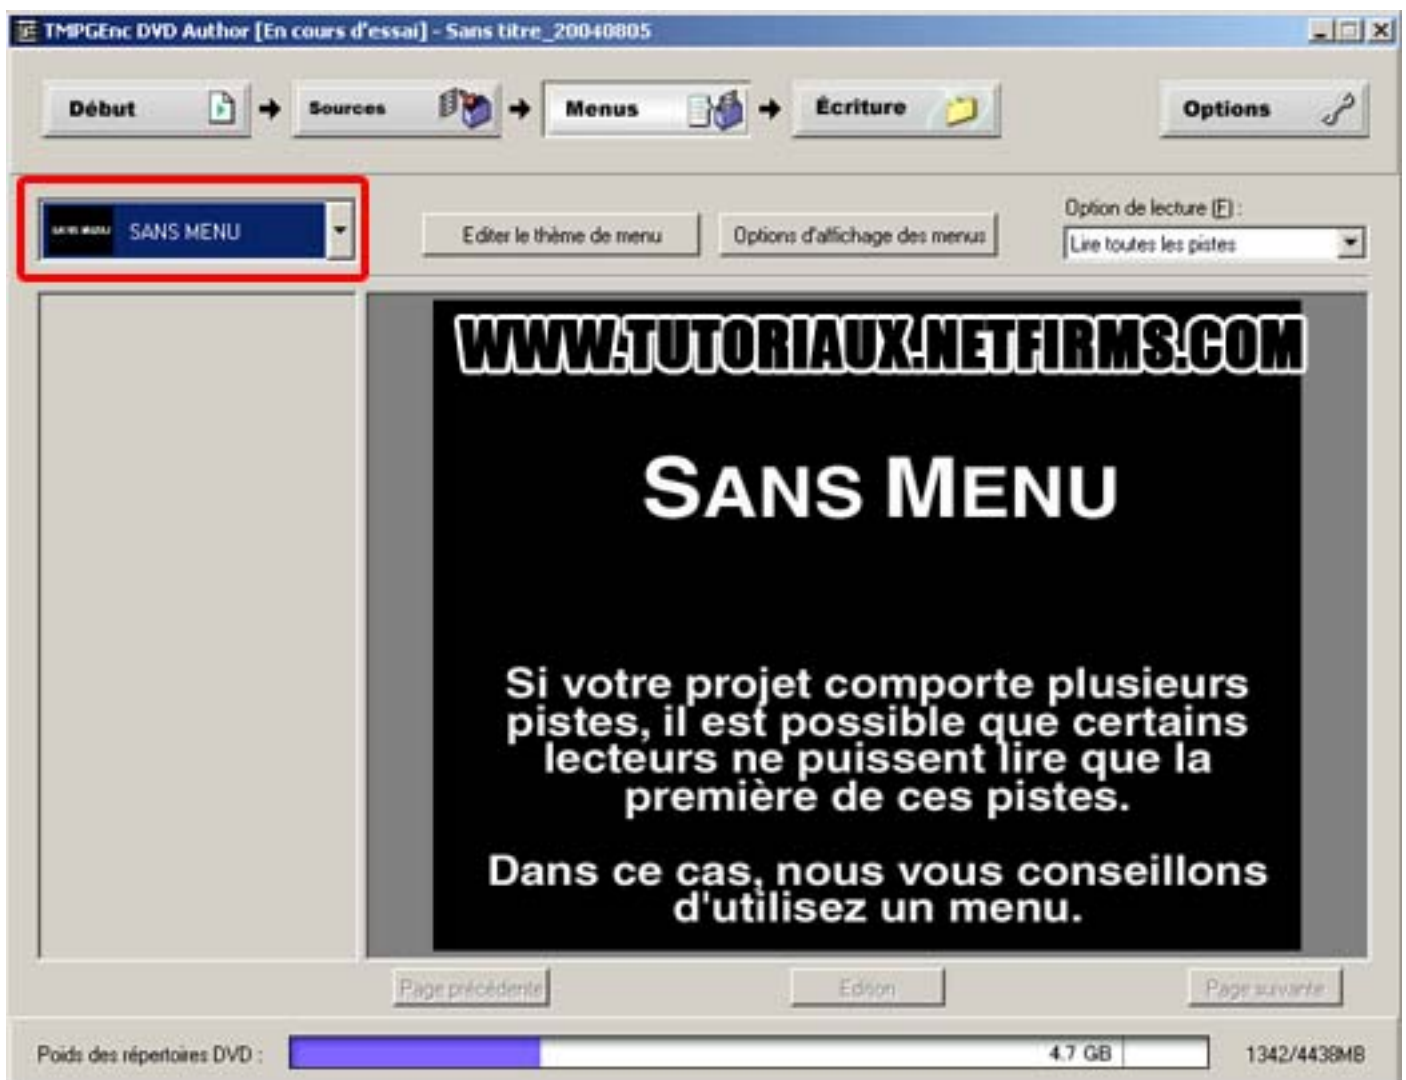 TMPGEnc DVD Author [En cours d'essai] - Sans titre_20040805
Début
Sources
Menus
Écriture
Options
SANS MENU
SANS MENU
Editer le thème de menu
Options d'affichage des menus
Option de lecture (F) :
Lire toutes les pistes
WWW.TUTORIAUX.NETFIRMS.COM
SANS MENU
Si votre projet comporte plusieurs
pistes, il est possible que certains
lecteurs ne puissent lire que la
première de ces pistes.
Dans ce cas, nous vous conseillons
d'utilisez un menu.
Page précédente
Edition
Page suivante
Poids des répertoires DVD :
4.7 GB
1342/4438MB